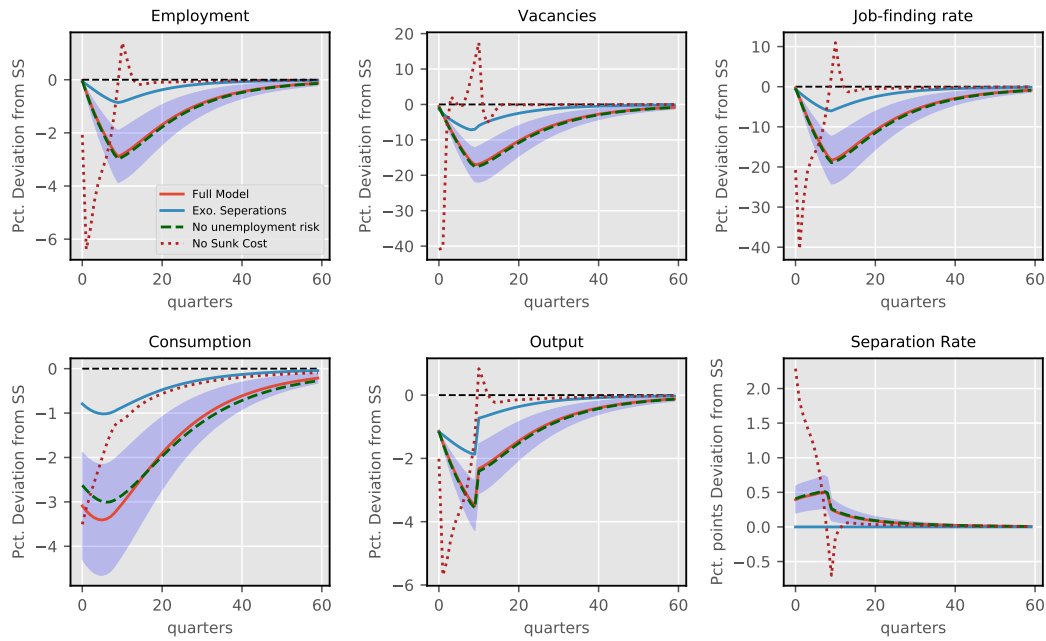 Employment
Pct. Deviation from SS
0
−2
−4
−6
Full Model
Exo. Seperations
No unemployment risk
No Sunk Cost
0 20 40 60
quarters
Vacancies
Pct. Deviation from SS
20
10
0
−10
−20
−30
−40
0 20 40 60
quarters
Job-finding rate
Pct. Deviation from SS
10
0
−10
−20
−30
−40
0 20 40 60
quarters
Consumption
Pct. Deviation from SS
0
−1
−2
−3
−4
0 20 40 60
quarters
Output
Pct. Deviation from SS
0
−2
−4
−6
0 20 40 60
quarters
Separation Rate
Pct. points Deviation from SS
2.0
1.5
1.0
0.5
0.0
−0.5
0 20 40 60
quarters